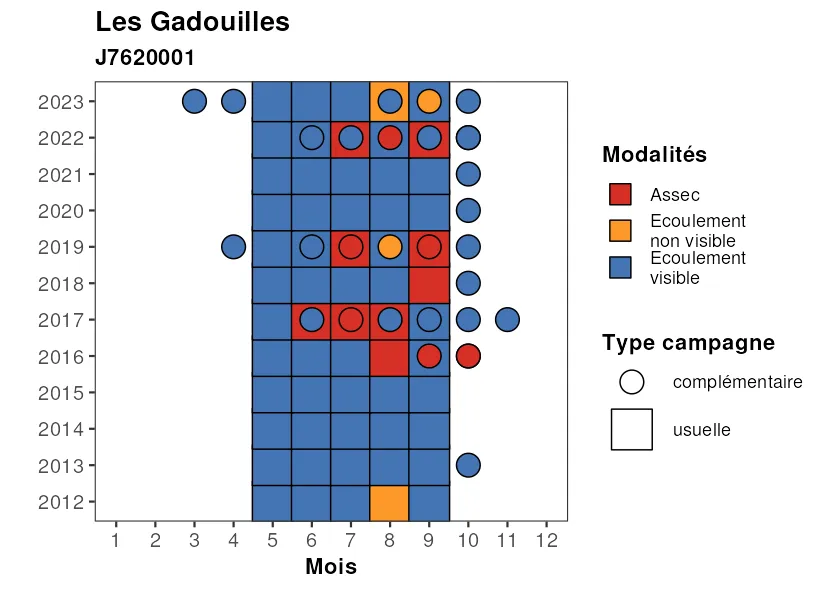 Les Gadouilles
J7620001
2023
2022
2021
2020
2019
2018
2017
2016
2015
2014
2013
2012
1 2 3 4 5 6 7 8 9 10 11 12
Mois
Modalités
Assec
Ecoulement
non visible
Ecoulement
visible
Type campagne
complémentaire
usuelle